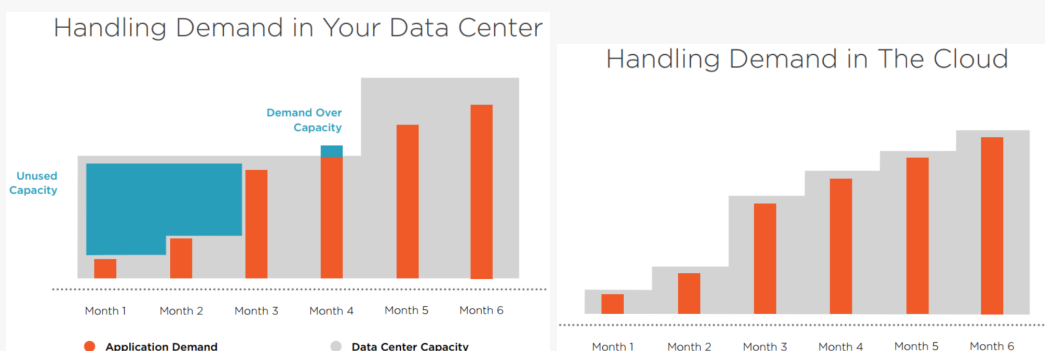 Handling Demand in Your Data Center
Demand Over
Capacity
Unused
Capacity
Month 1 Month 2 Month 3 Month 4 Month 5 Month 6
Application Demand Data Center Capacity
Handling Demand in The Cloud
Month 1 Month 2 Month 3 Month 4 Month 5 Month 6